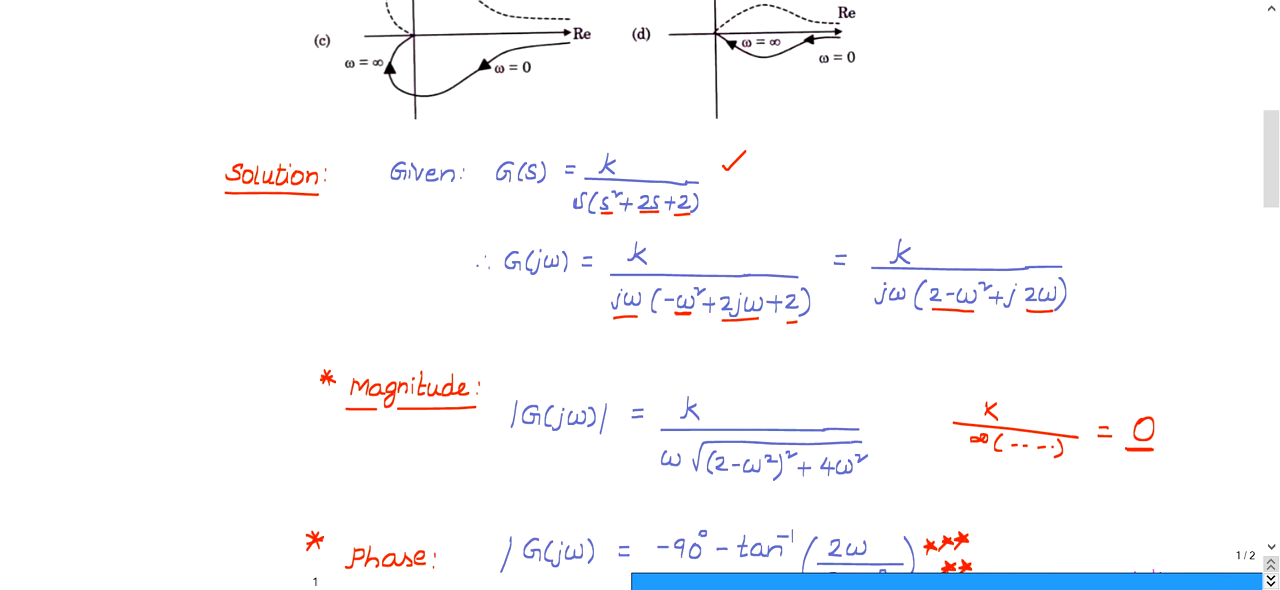 (c) Re ω = ∞ ω = 0
(d) Re ω = ∞ ω = 0
Solution: Given: G(s) = k / s(s²+2s+2) ✓
∴ G(jω) = k / jω(-ω²+2jω+2) = k / jω(2-ω²+j2ω)
* Magnitude: |G(jω)| = k / ω√((2-ω²)²+4ω²) K / ∞(-----) = 0
* Phase: ∠G(jω) = -90° - tan⁻¹(2ω
1 / 2
1